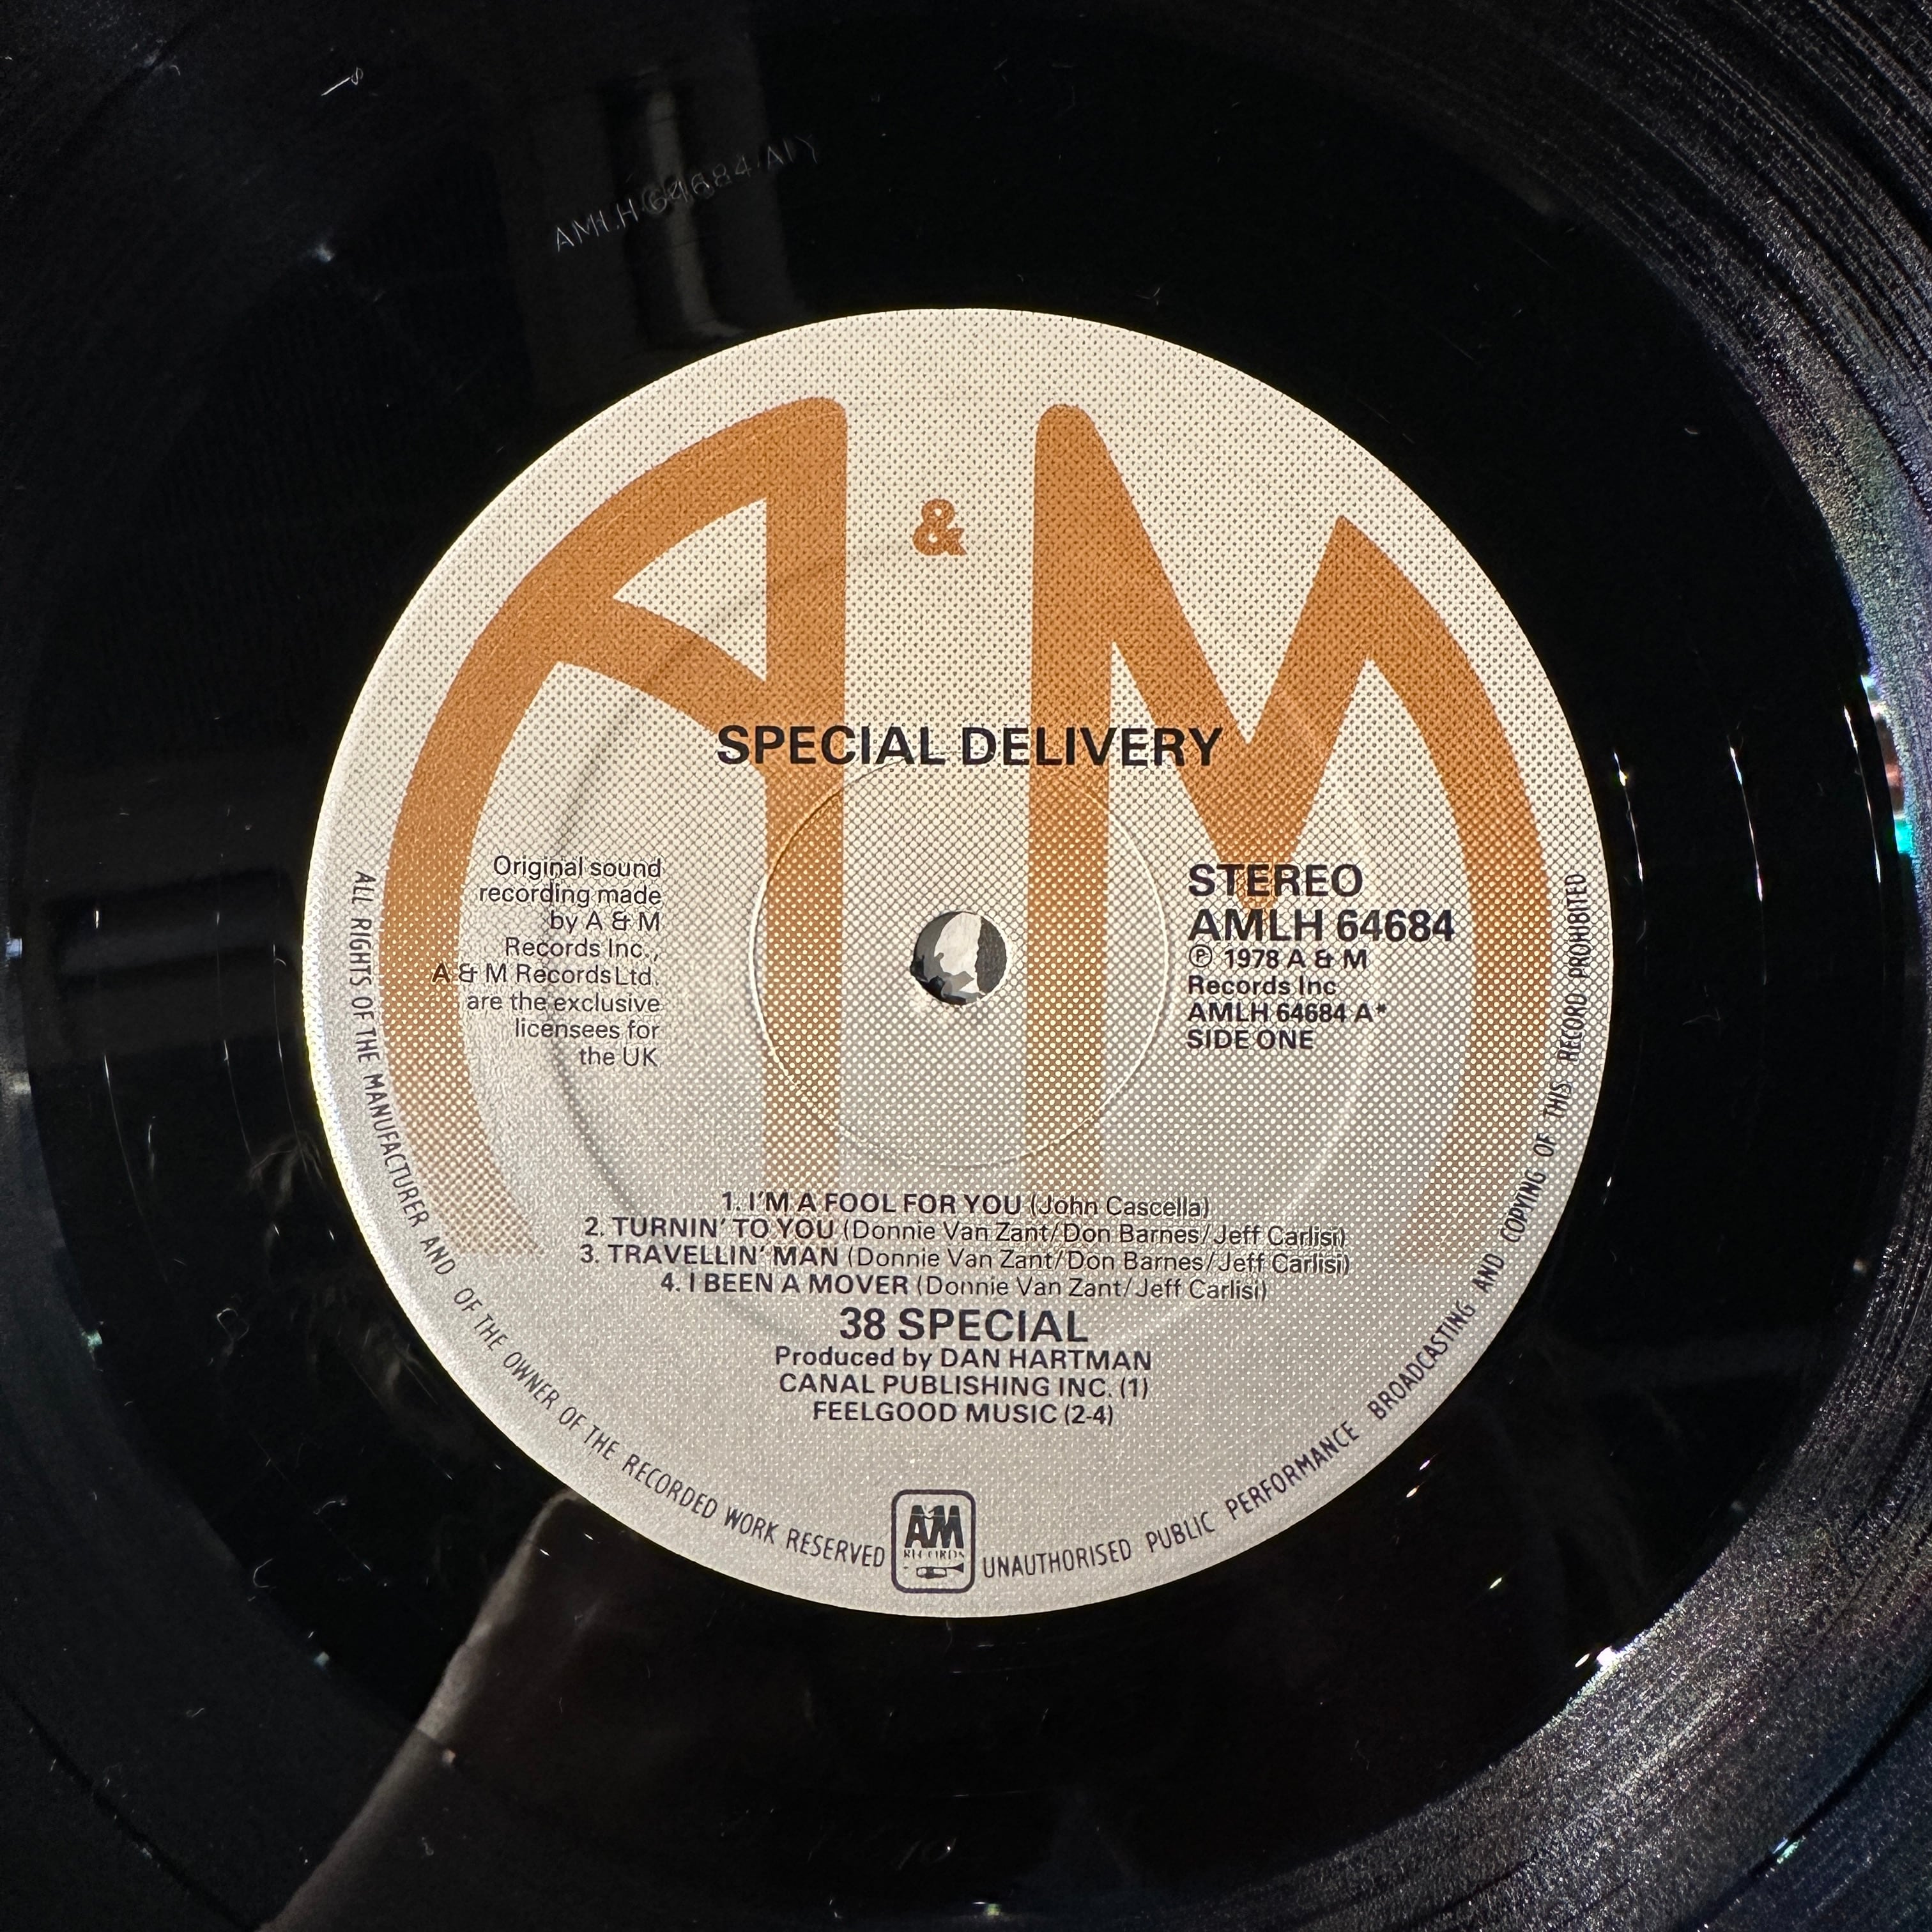 AMLH 64684
A & M
SPECIAL DELIVERY
Original sound
recording made
by A & M
Records Inc.,
A & M Records Ltd.
are the exclusive
licensees for
the UK
STEREO
AMLH 64684
℗ 1978 A & M
Records Inc
AMLH 64684 A*
SIDE ONE
1. I'M A FOOL FOR YOU (John Cascella)
2. TURNIN' TO YOU (Donnie Van Zant/Don Barnes/Jeff Carlisi)
3. TRAVELLIN' MAN (Donnie Van Zant/Don Barnes/Jeff Carlisi)
4. I BEEN A MOVER (Donnie Van Zant/Jeff Carlisi)
38 SPECIAL
Produced by DAN HARTMAN
CANAL PUBLISHING INC. (1)
FEELGOOD MUSIC (2-4)
ALL RIGHTS OF THE MANUFACTURER AND OF THE OWNER OF THE RECORDED WORK RESERVED
AM
RECORDS
UNAUTHORISED PUBLIC PERFORMANCE BROADCASTING AND COPYING OF THIS RECORD PROHIBITED